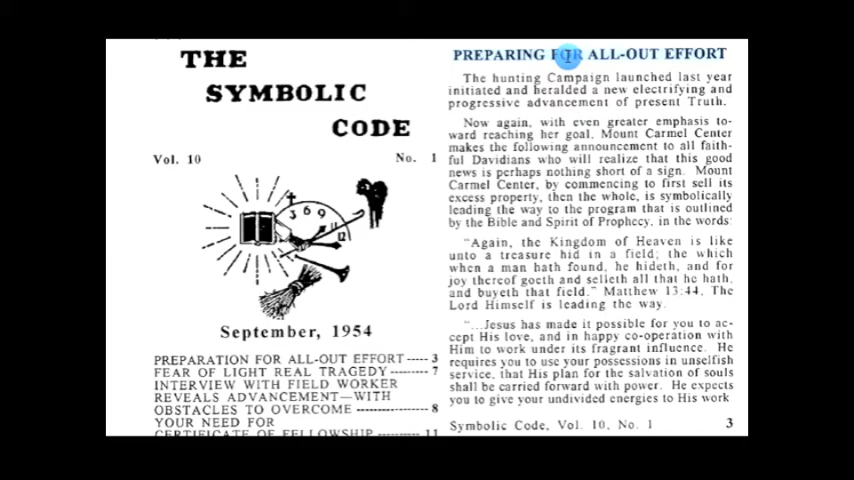 THE
SYMBOLIC
CODE
Vol. 10 No. 1
3 6 9 11 12
September, 1954
PREPARATION FOR ALL-OUT EFFORT ---- 3
FEAR OF LIGHT REAL TRAGEDY -------- 7
INTERVIEW WITH FIELD WORKER
REVEALS ADVANCEMENT—WITH
OBSTACLES TO OVERCOME -------------- 8
YOUR NEED FOR
CERTIFICATE OF FELLOWSHIP ---------- 11
PREPARING FOR ALL-OUT EFFORT
The hunting Campaign launched last year
initiated and heralded a new electrifying and
progressive advancement of present Truth.
Now again, with even greater emphasis to-
ward reaching her goal, Mount Carmel Center
makes the following announcement to all faith-
ful Davidians who will realize that this good
news is perhaps nothing short of a sign. Mount
Carmel Center, by commencing to first sell its
excess property, then the whole, is symbolically
leading the way to the program that is outlined
by the Bible and Spirit of Prophecy, in the words:
"Again, the Kingdom of Heaven is like
unto a treasure hid in a field; the which
when a man hath found, he hideth, and for
joy thereof goeth and selleth all that he hath,
and buyeth that field." Matthew 13:44. The
Lord Himself is leading the way.
"...Jesus has made it possible for you to ac-
cept His love, and in happy co-operation with
Him to work under its fragrant influence. He
requires you to use your possessions in unselfish
service, that His plan for the salvation of souls
shall be carried forward with power. He expects
you to give your undivided energies to His work
Symbolic Code, Vol. 10, No. 1 3